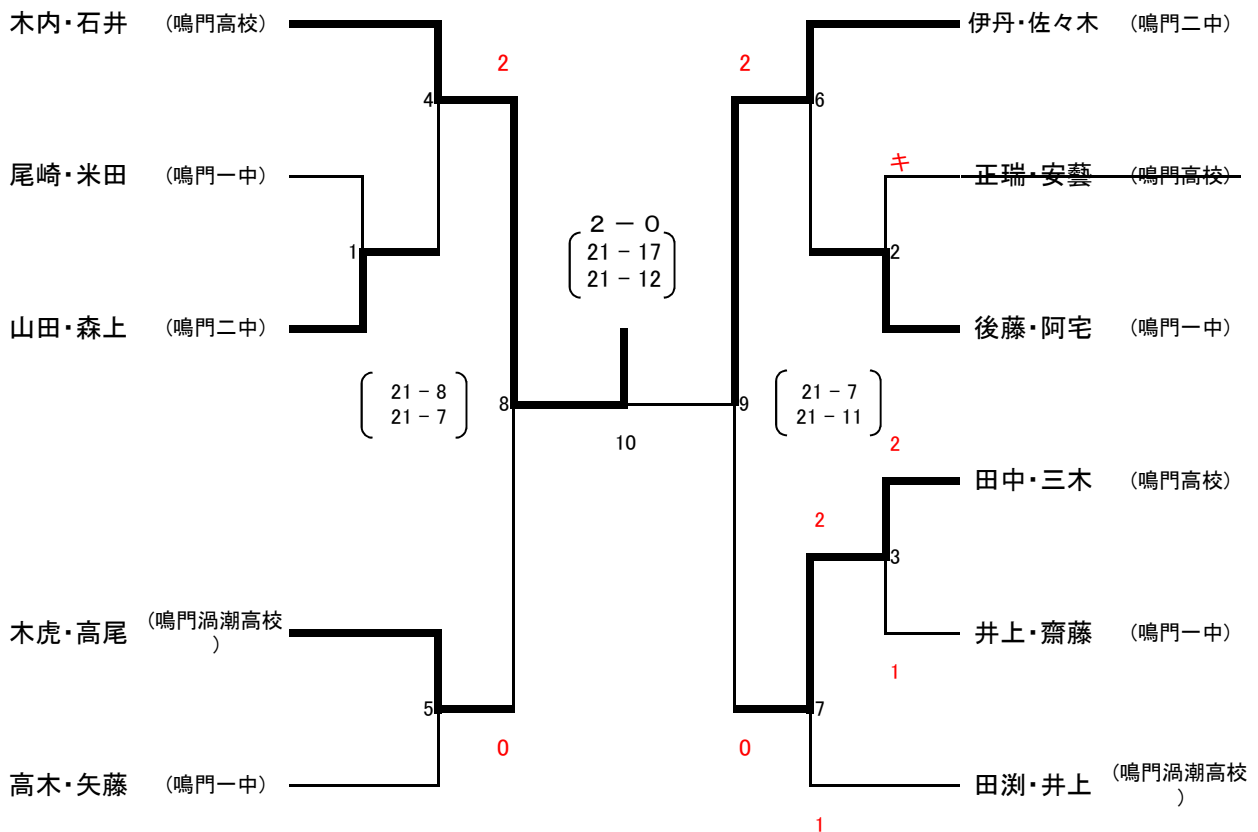 木内・石井 (鳴門高校)
伊丹・佐々木 (鳴門二中)
2
2
4
6
尾崎・米田 (鳴門一中)
キ
正瑞・安藝 (鳴門高校)
2 － 0
21 － 17
21 － 12
1
2
山田・森上 (鳴門二中)
後藤・阿宅 (鳴門一中)
21 － 8
21 － 7
8
9
21 － 7
21 － 11
10
2
田中・三木 (鳴門高校)
2
3
木虎・高尾 (鳴門渦潮高校)
井上・齋藤 (鳴門一中)
1
5
7
0
0
高木・矢藤 (鳴門一中)
田渕・井上 (鳴門渦潮高校)
1